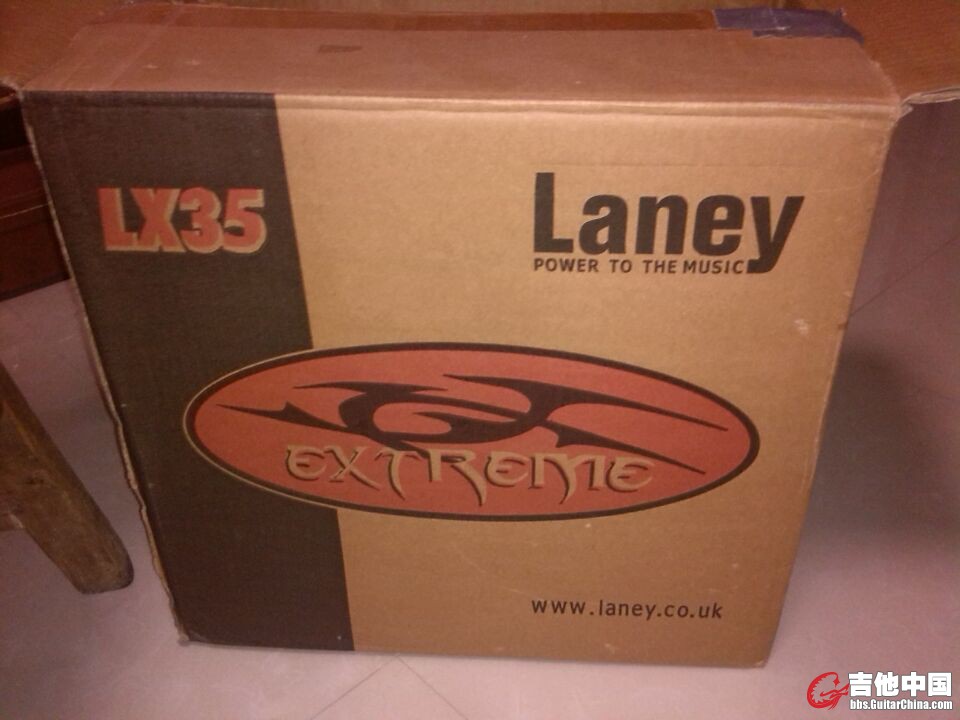 LX35
Laney
POWER TO THE MUSIC
EXTREME
www.laney.co.uk
吉他中国
bbs.GuitarChina.com